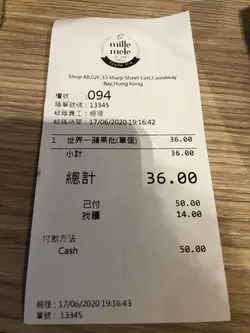 mille
mele
Shop 4B,G/F,33 Sharp Street East,Causeway
Bay,Hong Kong
檯號: 094
賬單號碼: 13345
結賬員工: 經理
結賬時間: 17/06/2020 19:16:42
1 世界一蘋果批(單個) 36.00
小計 36.00
總計 36.00
已付 50.00
找續 14.00
付款方法
Cash 50.00
經理: 17/06/2020 19:16:43
單號: 13345